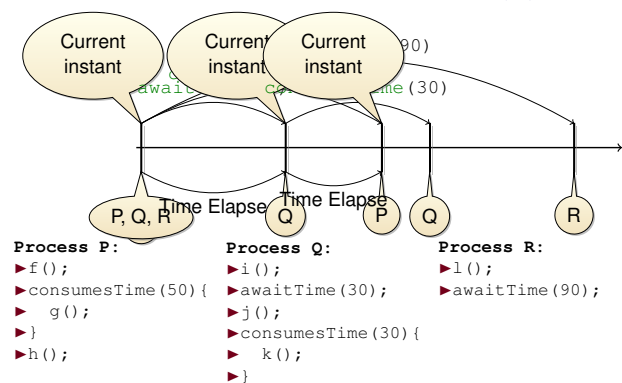 Current
instant
Current
instant
Current
instant
90)
await
me(30)
P, Q, R
Time Elapse
Q
Time Elapse
P
Q
R
Process P:
►f();
►consumesTime(50){
► g();
►}
►h();
Process Q:
►i();
►awaitTime(30);
►j();
►consumesTime(30){
► k();
►}
Process R:
►l();
►awaitTime(90);